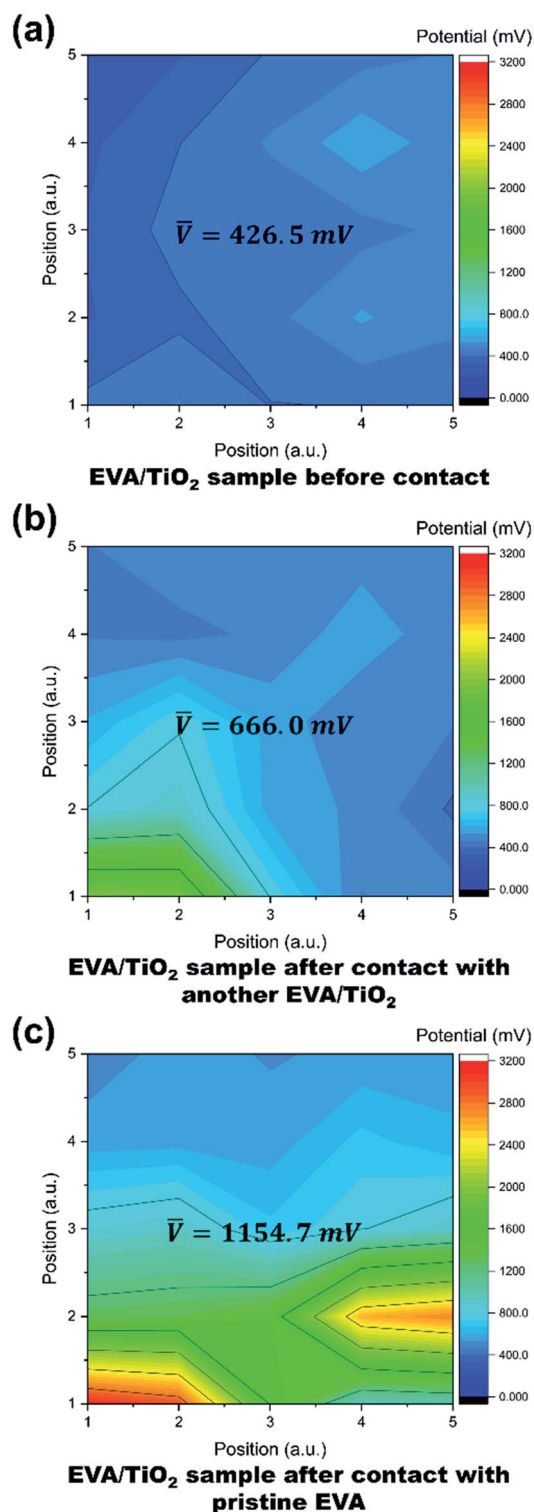 (a)
Potential (mV)
5
4
3
2
1
Position (a.u.)
3200
2800
2400
2000
1600
1200
800.0
400.0
0.000
V̅ = 426.5 mV
1 2 3 4 5
Position (a.u.)
EVA/TiO₂ sample before contact
(b)
Potential (mV)
5
4
3
2
1
Position (a.u.)
3200
2800
2400
2000
1600
1200
800.0
400.0
0.000
V̅ = 666.0 mV
1 2 3 4 5
Position (a.u.)
EVA/TiO₂ sample after contact with
another EVA/TiO₂
(c)
Potential (mV)
5
4
3
2
1
Position (a.u.)
3200
2800
2400
2000
1600
1200
800.0
400.0
0.000
V̅ = 1154.7 mV
1 2 3 4 5
Position (a.u.)
EVA/TiO₂ sample after contact with
pristine EVA